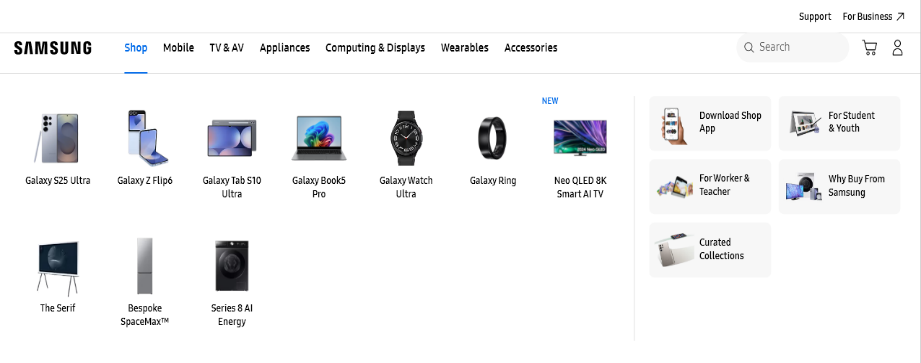 Support For Business
SAMSUNG Shop Mobile TV & AV Appliances Computing & Displays Wearables Accessories Search
NEW
Galaxy S25 Ultra
Galaxy Z Flip6
Galaxy Tab S10
Ultra
Galaxy Book5
Pro
Galaxy Watch
Ultra
Galaxy Ring
Neo QLED 8K
Smart AI TV
The Serif
Bespoke
SpaceMax™
Series 8 AI
Energy
Download Shop
App
For Student
& Youth
For Worker &
Teacher
Why Buy From
Samsung
Curated
Collections